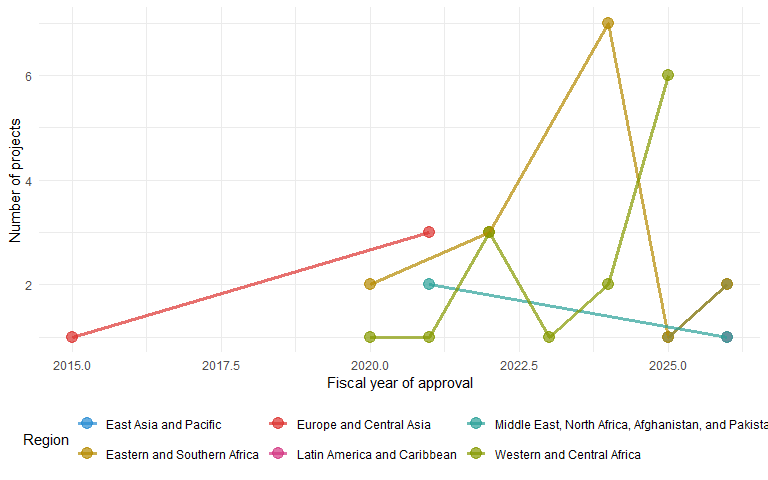 Number of projects
6
4
2
2015.0 2017.5 2020.0 2022.5 2025.0
Fiscal year of approval
Region
East Asia and Pacific Europe and Central Asia Middle East, North Africa, Afghanistan, and Pakista
Eastern and Southern Africa Latin America and Caribbean Western and Central Africa